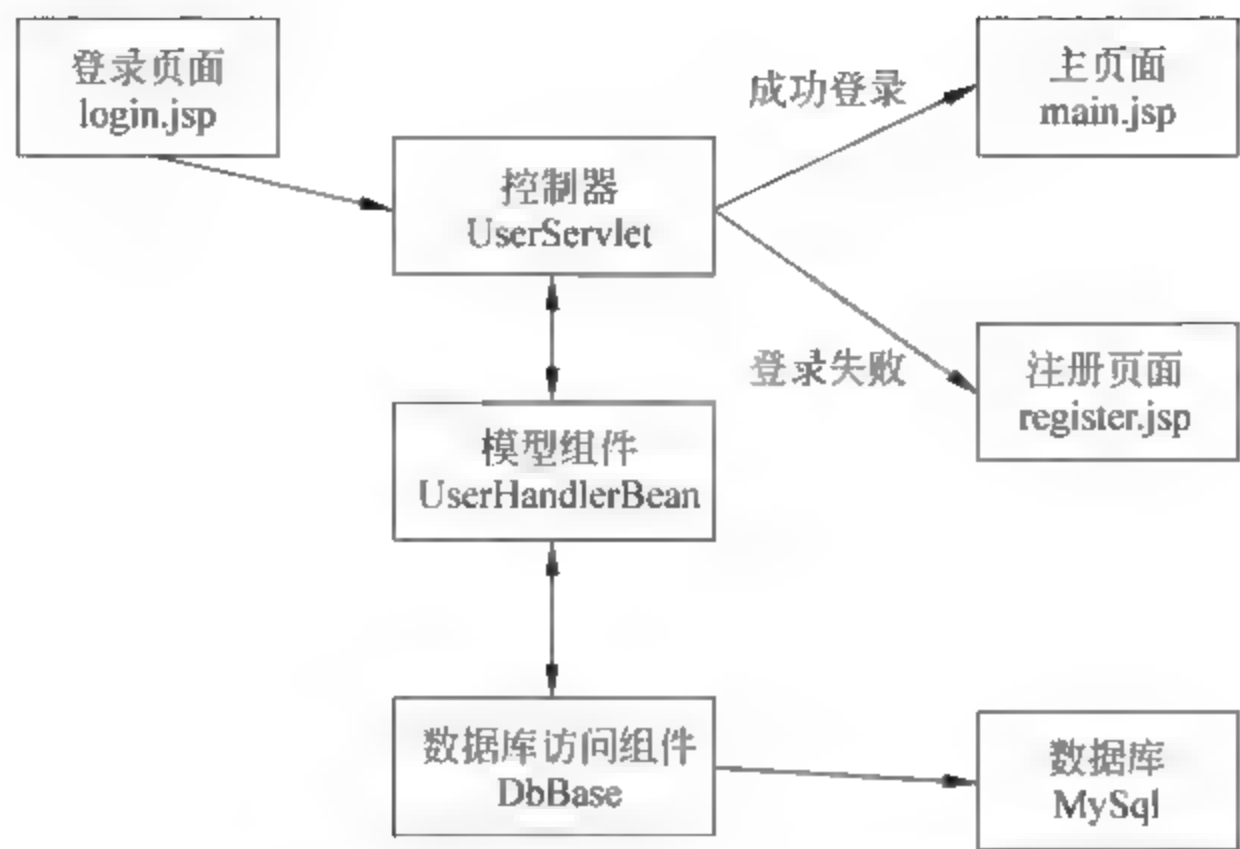 登录页面
login.jsp
成功登录
主页面
main.jsp
控制器
UserServlet
登录失败
注册页面
register.jsp
模型组件
UserHandlerBean
数据库访问组件
DbBase
数据库
MySql